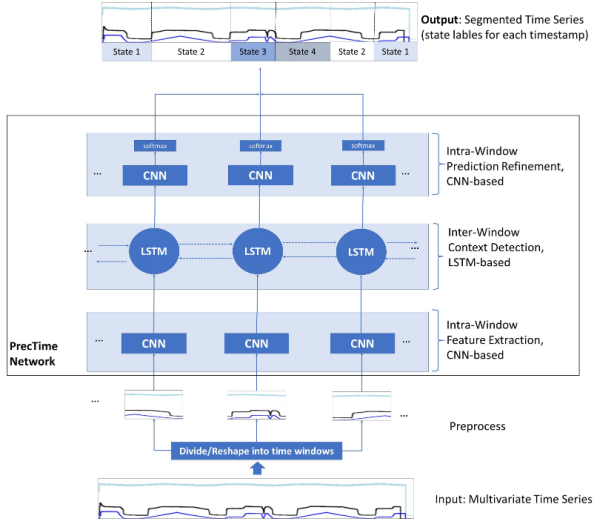 Output: Segmented Time Series
(state lables for each timestamp)
State 1 State 2 State 3 State 4 State 2 State 1
softmax softmax softmax
... CNN CNN CNN ...
Intra-Window
Prediction Refinement,
CNN-based
... LSTM LSTM LSTM ...
Inter-Window
Context Detection,
LSTM-based
... CNN CNN CNN ...
Intra-Window
Feature Extraction,
CNN-based
PrecTime
Network
... ...
Preprocess
Divide/Reshape into time windows
Input: Multivariate Time Series